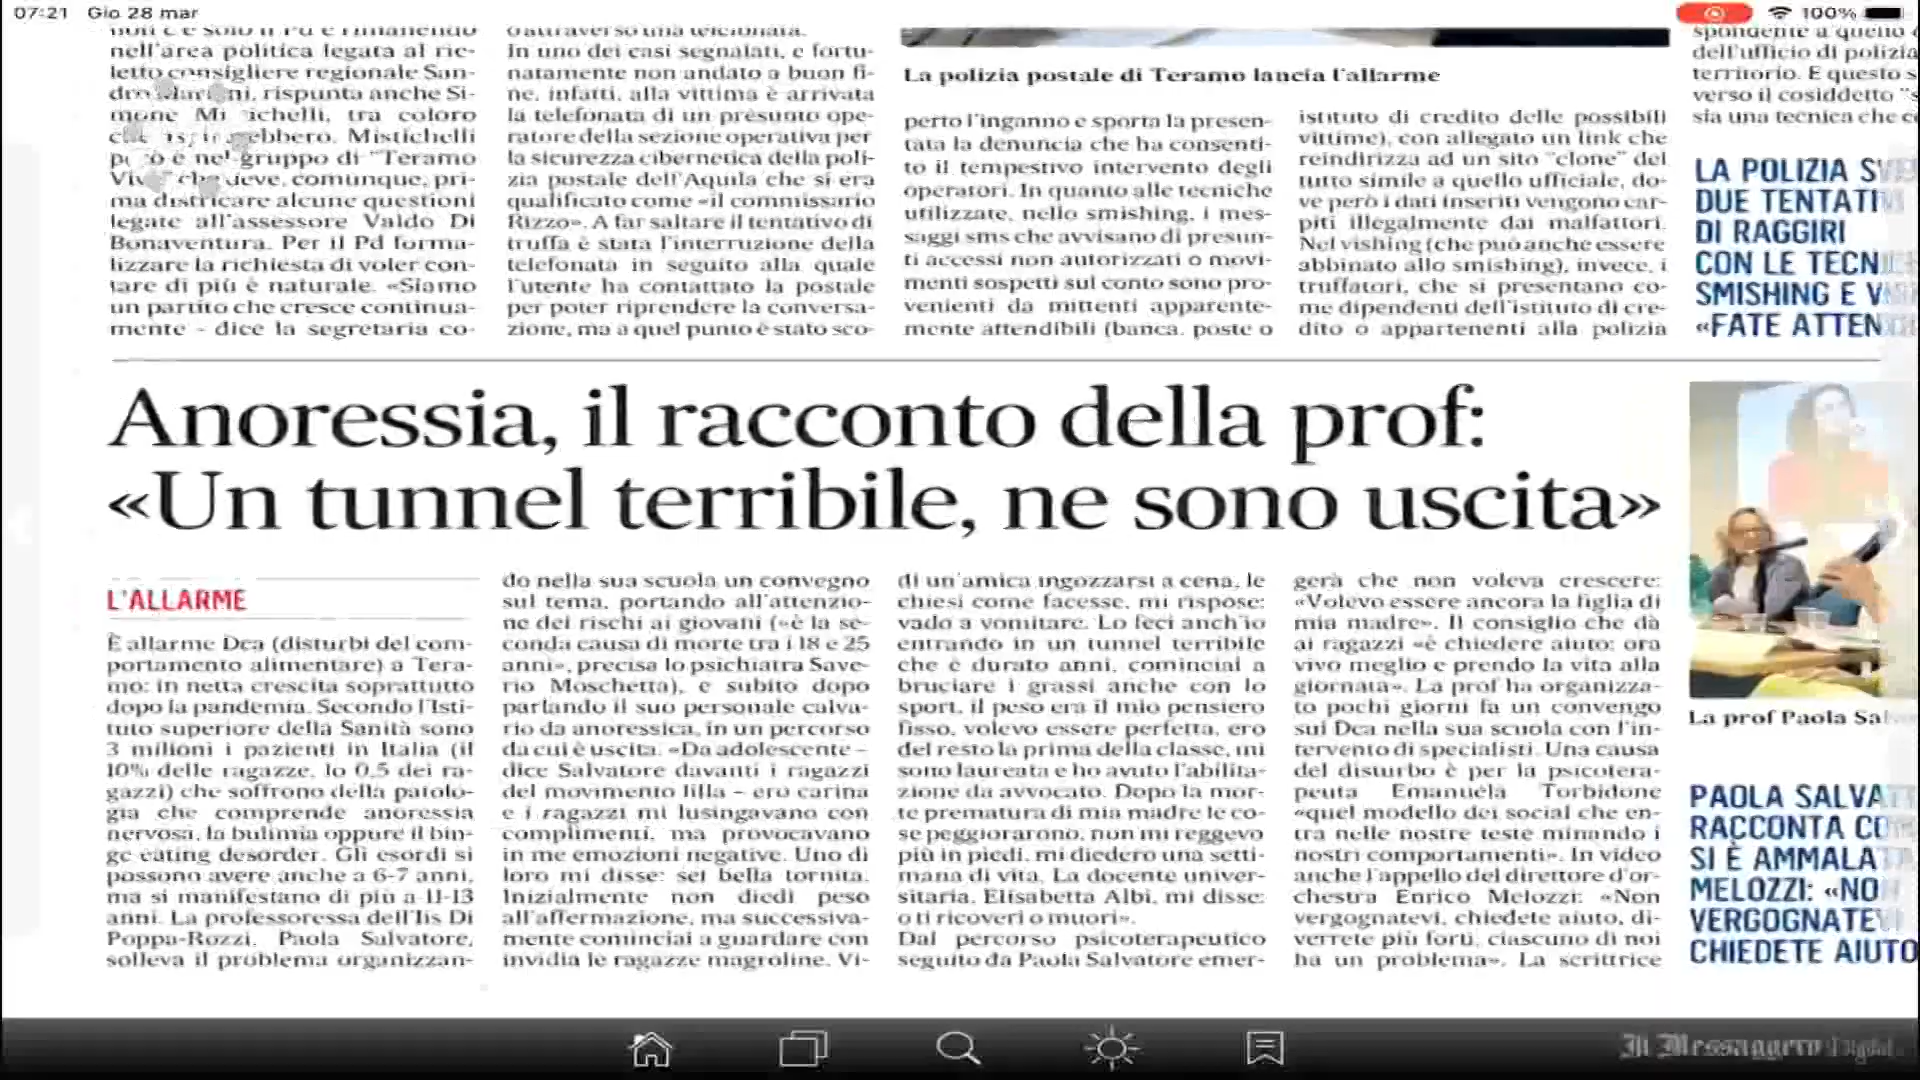 07:21 Gio 28 mar
100%
nell'area politica legata al rie-
letto consigliere regionale San-
rispunta anche Si-
mone tra coloro
Mistichelli
nel gruppo di "Teramo
comunque, pri-
ma districare alcune questioni
legate all'assessore Valdo Di
Bonaventura. Per il Pd forma-
lizzare la richiesta di voler con-
tare di più è naturale. «Siamo
un partito che cresce continua-
mente - dice la segretaria co-
o attraverso una telefonata.
In uno dei casi segnalati, e fortu-
natamente non andato a buon fi-
ne, infatti, alla vittima è arrivata
la telefonata di un presunto ope-
ratore della sezione operativa per
la sicurezza cibernetica della poli-
zia postale dell'Aquila che si era
qualificato come «il commissario
Rizzo». A far saltare il tentativo di
truffa è stata l'interruzione della
telefonata in seguito alla quale
l'utente ha contattato la postale
per poter riprendere la conversa-
zione, ma a quel punto è stato sco-
La polizia postale di Teramo lancia l'allarme
perto l'inganno e sporta la presen-
tata la denuncia che ha consenti-
to il tempestivo intervento degli
operatori. In quanto alle tecniche
utilizzate, nello smishing, i mes-
saggi sms che avvisano di presun-
ti accessi non autorizzati o movi-
menti sospetti sul conto sono pro-
venienti da mittenti apparente-
mente attendibili (banca, poste o
istituto di credito delle possibili
vittime), con allegato un link che
reindirizza ad un sito "clone" del
tutto simile a quello ufficiale, do-
ve però i dati inseriti vengono car-
piti illegalmente dai malfattori.
Nel vishing (che può anche essere
abbinato allo smishing), invece, i
truffatori, che si presentano co-
me dipendenti dell'istituto di cre-
dito o appartenenti alla polizia
spondente a quello
dell'ufficio di polizia
territorio. E questo s
verso il cosiddetto "s
sia una tecnica che c
LA POLIZIA SV
DUE TENTATI
DI RAGGIRI
CON LE TECNI
SMISHING E V
«FATE ATTEN
Anoressia, il racconto della prof:
«Un tunnel terribile, ne sono uscita»
L'ALLARME
È allarme Dca (disturbi del com-
portamento alimentare) a Tera-
mo: in netta crescita soprattutto
dopo la pandemia. Secondo l'Isti-
tuto superiore della Sanità sono
3 milioni i pazienti in Italia (il
10% delle ragazze, lo 0,5 dei ra-
gazzi) che soffrono della patolo-
gia che comprende anoressia
nervosa, la bulimia oppure il bin-
ge eating desorder. Gli esordi si
possono avere anche a 6-7 anni,
ma si manifestano di più a 11-13
anni. La professoressa dell'Iis Di
Poppa-Rozzi, Paola Salvatore,
solleva il problema organizzan-
do nella sua scuola un convegno
sul tema, portando all'attenzio-
ne dei rischi ai giovani («è la se-
conda causa di morte tra i 18 e 25
anni», precisa lo psichiatra Save-
rio Moschetta), e subito dopo
parlando il suo personale calva-
rio da anoressica, in un percorso
da cui è uscita. «Da adolescente –
dice Salvatore davanti i ragazzi
del movimento lilla – ero carina
e i ragazzi mi lusingavano con
complimenti, ma provocavano
in me emozioni negative. Uno di
loro mi disse: sei bella tornita.
Inizialmente non diedi peso
all'affermazione, ma successiva-
mente cominciai a guardare con
invidia le ragazze magroline. Vi-
di un'amica ingozzarsi a cena, le
chiesi come facesse, mi rispose:
vado a vomitare. Lo feci anch'io
entrando in un tunnel terribile
che è durato anni, cominciai a
bruciare i grassi anche con lo
sport, il peso era il mio pensiero
fisso, volevo essere perfetta, ero
del resto la prima della classe, mi
sono laureata e ho avuto l'abilita-
zione da avvocato. Dopo la mor-
te prematura di mia madre le co-
se peggiorarono, non mi reggevo
più in piedi, mi diedero una setti-
mana di vita. La docente univer-
sitaria, Elisabetta Albi, mi disse:
o ti ricoveri o muori».
Dal percorso psicoterapeutico
seguito da Paola Salvatore emer-
gerà che non voleva crescere:
«Volevo essere ancora la figlia di
mia madre». Il consiglio che dà
ai ragazzi «è chiedere aiuto: ora
vivo meglio e prendo la vita alla
giornata». La prof ha organizza-
to pochi giorni fa un convengo
sui Dca nella sua scuola con l'in-
tervento di specialisti. Una causa
del disturbo è per la psicotera-
peuta Emanuela Torbidone
«quel modello dei social che en-
tra nelle nostre teste minando i
nostri comportamenti». In video
anche l'appello del direttore d'or-
chestra Enrico Melozzi: «Non
vergognatevi, chiedete aiuto, di-
verrete più forti, ciascuno di noi
ha un problema». La scrittrice
La prof Paola Sal
PAOLA SALVAT
RACCONTA CO
SI È AMMALA
MELOZZI: «NO
VERGOGNATEV
CHIEDETE AIUTO
Il Messaggero Digital